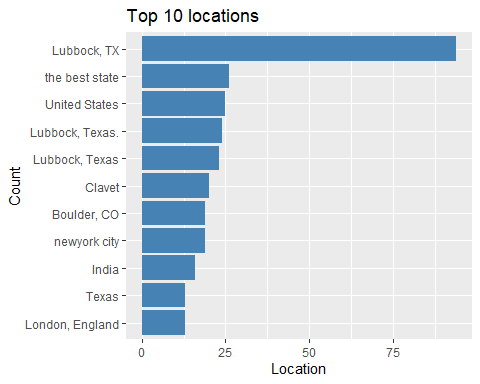 Top 10 locations
Lubbock, TX
the best state
United States
Lubbock, Texas.
Lubbock, Texas
Clavet
Boulder, CO
newyork city
India
Texas
London, England
Count
0 25 50 75
Location